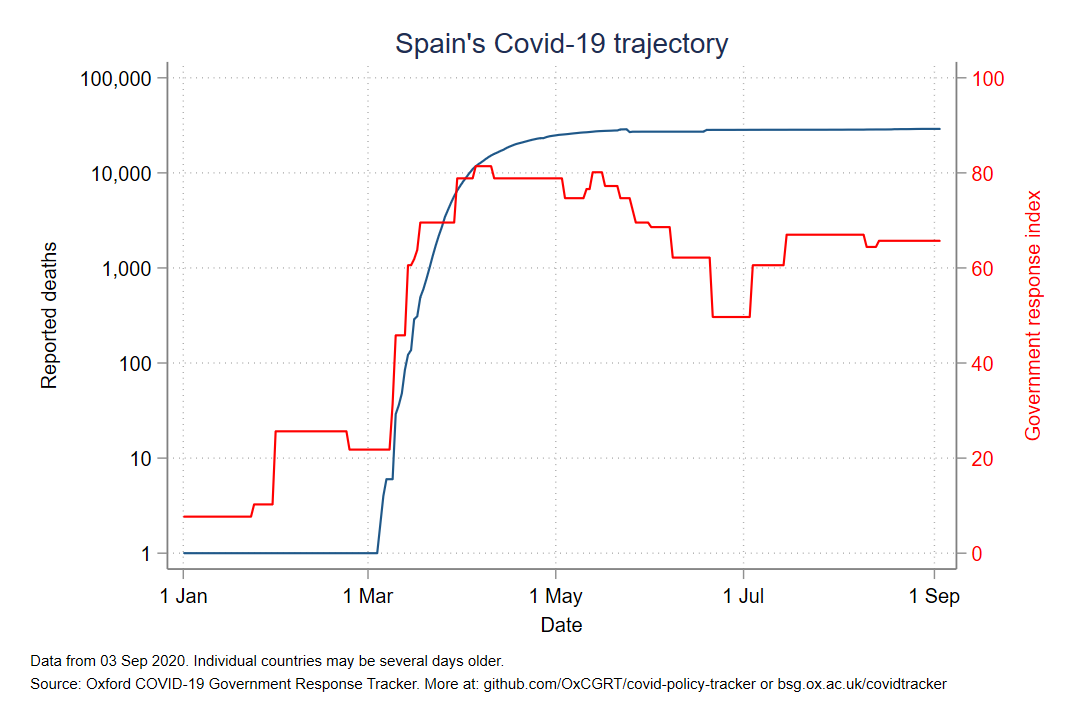 Spain's Covid-19 trajectory
100,000
10,000
1,000
100
10
1
Reported deaths
100
80
60
40
20
0
Government response index
1 Jan 1 Mar 1 May 1 Jul 1 Sep
Date
Data from 03 Sep 2020. Individual countries may be several days older.
Source: Oxford COVID-19 Government Response Tracker. More at: github.com/OxCGRT/covid-policy-tracker or bsg.ox.ac.uk/covidtracker